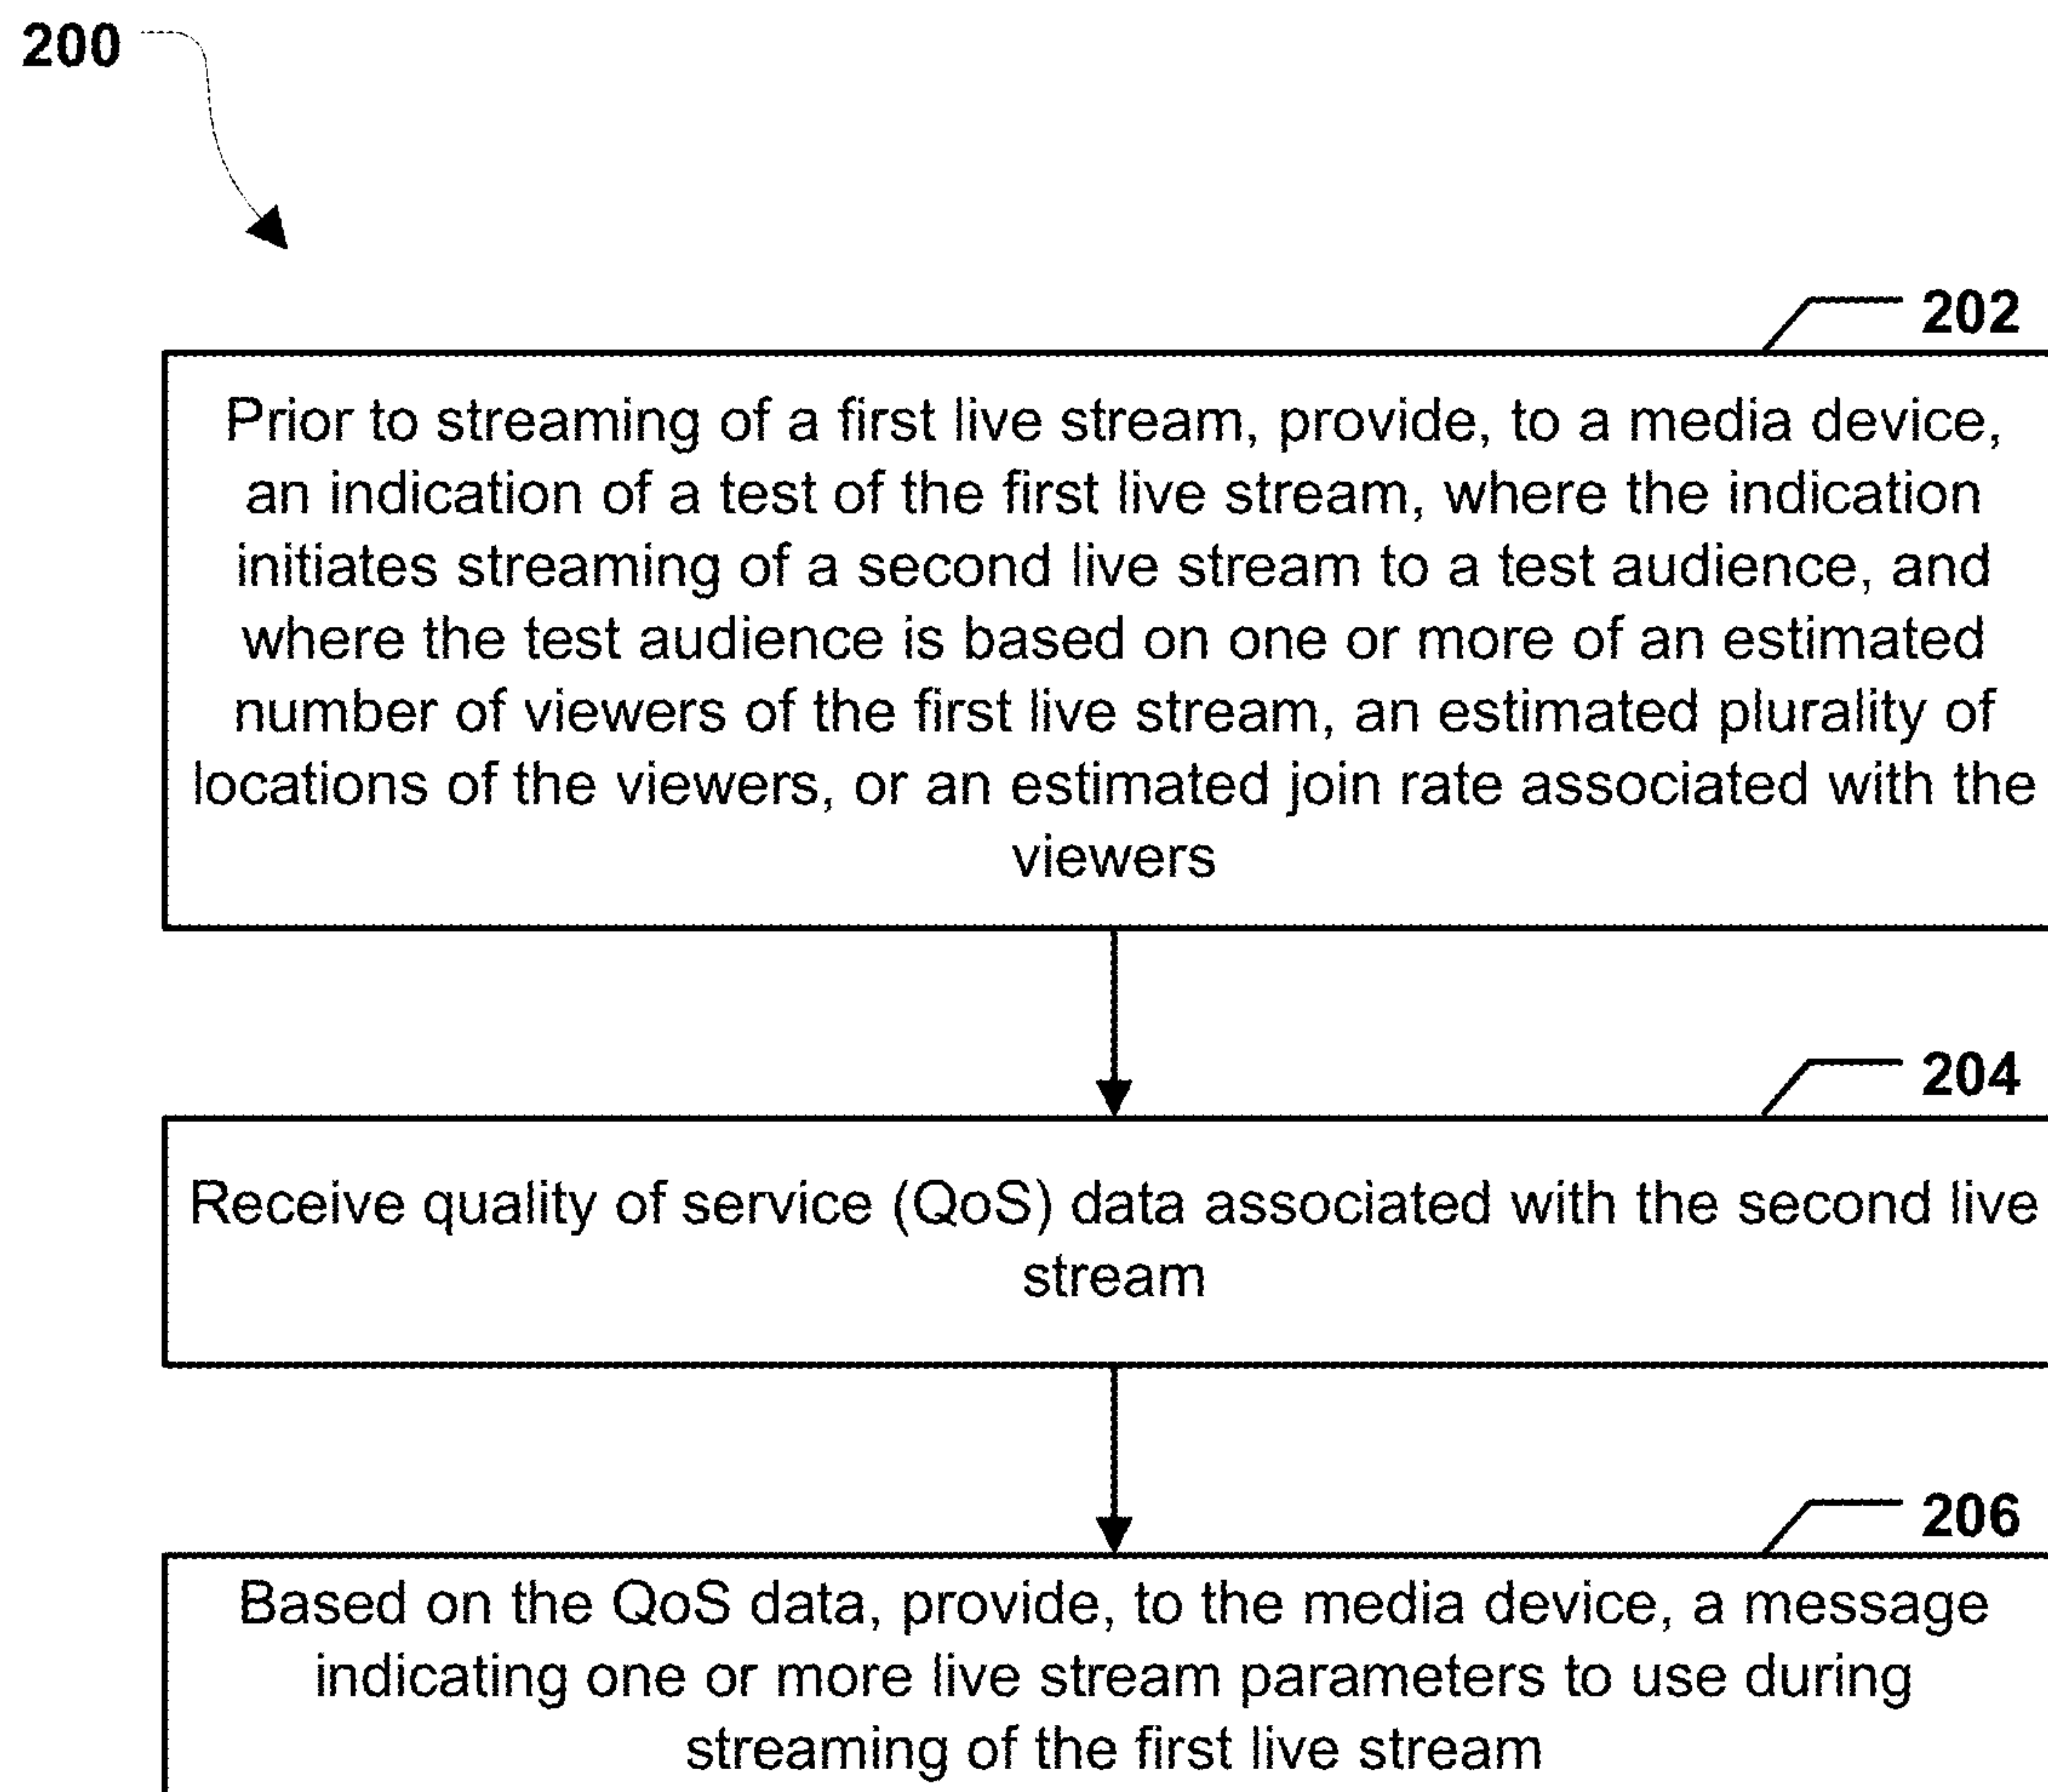 200
202
Prior to streaming of a first live stream, provide, to a media device,
an indication of a test of the first live stream, where the indication
initiates streaming of a second live stream to a test audience, and
where the test audience is based on one or more of an estimated
number of viewers of the first live stream, an estimated plurality of
locations of the viewers, or an estimated join rate associated with the
viewers
204
Receive quality of service (QoS) data associated with the second live
stream
206
Based on the QoS data, provide, to the media device, a message
indicating one or more live stream parameters to use during
streaming of the first live stream